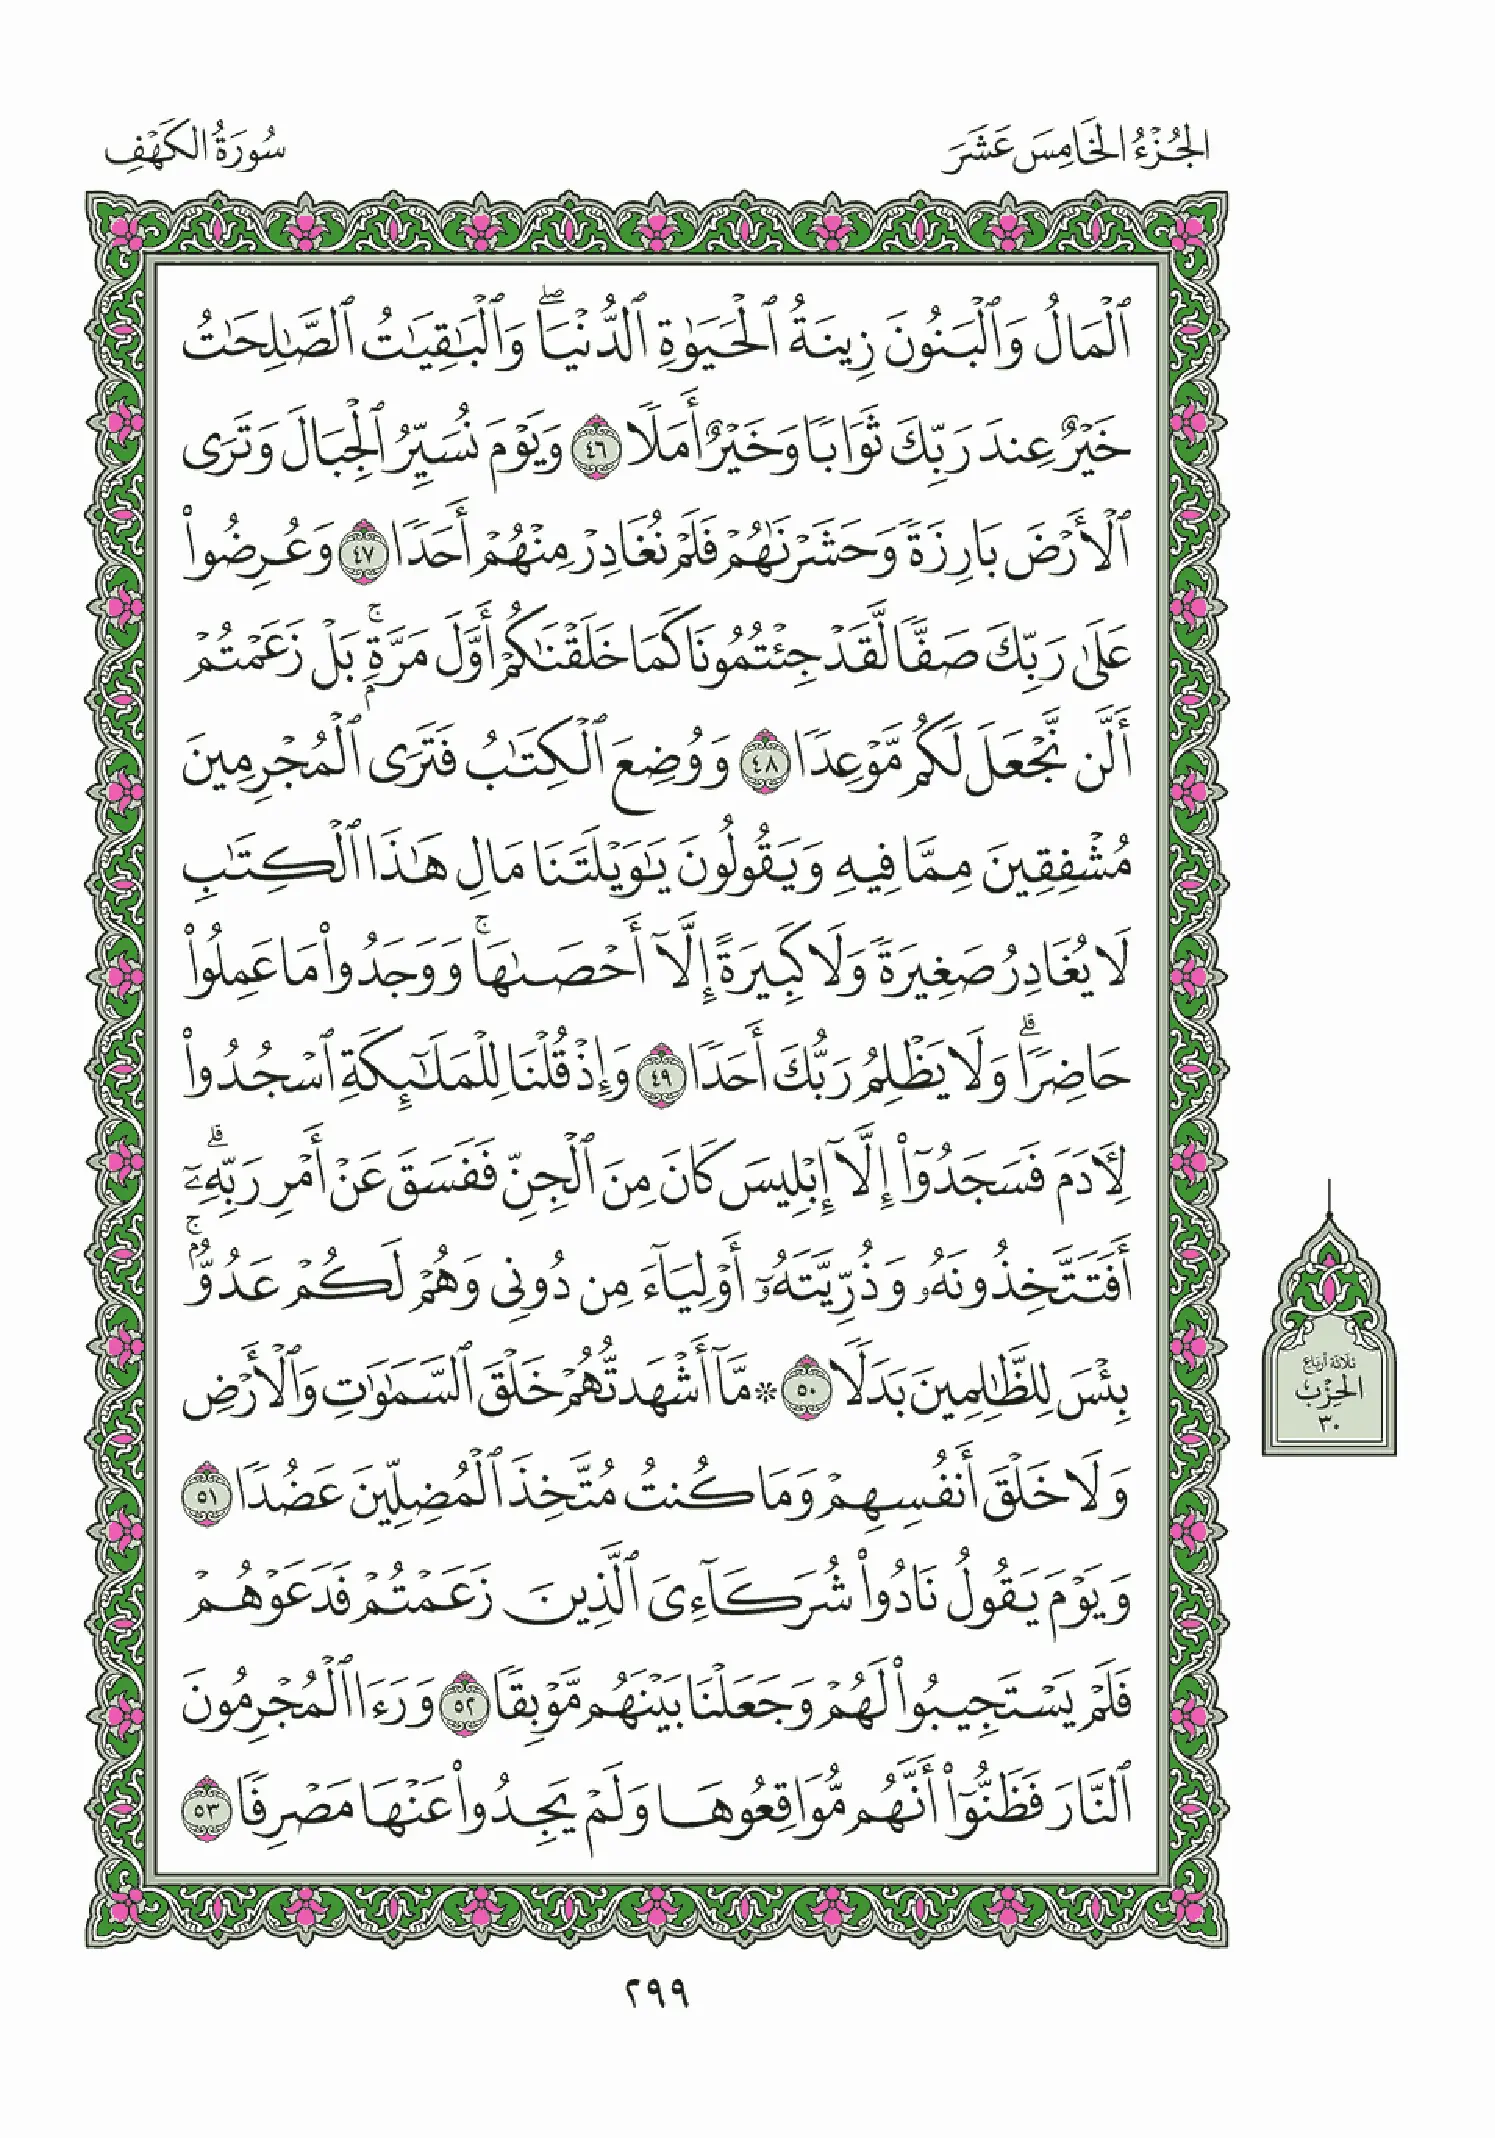 الجُزْءُ الخَامِسَ عَشَرَ
سُورَةُ الكَهْفِ
ٱلْمَالُ وَٱلْبَنُونَ زِينَةُ ٱلْحَيَوٰةِ ٱلدُّنْيَاۖ وَٱلْبَٰقِيَٰتُ ٱلصَّٰلِحَٰتُ
خَيْرٌ عِندَ رَبِّكَ ثَوَابًا وَخَيْرٌ أَمَلًا ٤٦ وَيَوْمَ نُسَيِّرُ ٱلْجِبَالَ وَتَرَى
ٱلْأَرْضَ بَارِزَةً وَحَشَرْنَٰهُمْ فَلَمْ نُغَادِرْ مِنْهُمْ أَحَدًا ٤٧ وَعُرِضُوا۟
عَلَىٰ رَبِّكَ صَفًّا لَّقَدْ جِئْتُمُونَا كَمَا خَلَقْنَٰكُمْ أَوَّلَ مَرَّةٍۭۚ بَلْ زَعَمْتُمْ
أَلَّن نَّجْعَلَ لَكُم مَّوْعِدًا ٤٨ وَوُضِعَ ٱلْكِتَٰبُ فَتَرَى ٱلْمُجْرِمِينَ
مُشْفِقِينَ مِمَّا فِيهِ وَيَقُولُونَ يَٰوَيْلَتَنَا مَالِ هَٰذَا ٱلْكِتَٰبِ
لَا يُغَادِرُ صَغِيرَةً وَلَا كَبِيرَةً إِلَّآ أَحْصَىٰهَاۚ وَوَجَدُوا۟ مَا عَمِلُوا۟
حَاضِرًاۗ وَلَا يَظْلِمُ رَبُّكَ أَحَدًا ٤٩ وَإِذْ قُلْنَا لِلْمَلَٰٓئِكَةِ ٱسْجُدُوا۟
لِءَادَمَ فَسَجَدُوٓا۟ إِلَّآ إِبْلِيسَ كَانَ مِنَ ٱلْجِنِّ فَفَسَقَ عَنْ أَمْرِ رَبِّهِۦٓۗ
أَفَتَتَّخِذُونَهُۥ وَذُرِّيَّتَهُۥٓ أَوْلِيَآءَ مِن دُونِى وَهُمْ لَكُمْ عَدُوٌّۢۚ
بِئْسَ لِلظَّٰلِمِينَ بَدَلًا ٥٠ ۞ مَّآ أَشْهَدتُّهُمْ خَلْقَ ٱلسَّمَٰوَٰتِ وَٱلْأَرْضِ
وَلَا خَلْقَ أَنفُسِهِمْ وَمَا كُنتُ مُتَّخِذَ ٱلْمُضِلِّينَ عَضُدًا ٥١
وَيَوْمَ يَقُولُ نَادُوا۟ شُرَكَآءِىَ ٱلَّذِينَ زَعَمْتُمْ فَدَعَوْهُمْ
فَلَمْ يَسْتَجِيبُوا۟ لَهُمْ وَجَعَلْنَا بَيْنَهُم مَّوْبِقًا ٥٢ وَرَءَا ٱلْمُجْرِمُونَ
ٱلنَّارَ فَظَنُّوٓا۟ أَنَّهُم مُّوَاقِعُوهَا وَلَمْ يَجِدُوا۟ عَنْهَا مَصْرِفًا ٥٣
ثلاثة أرباع
الحِزْب
٣٠
٢٩٩